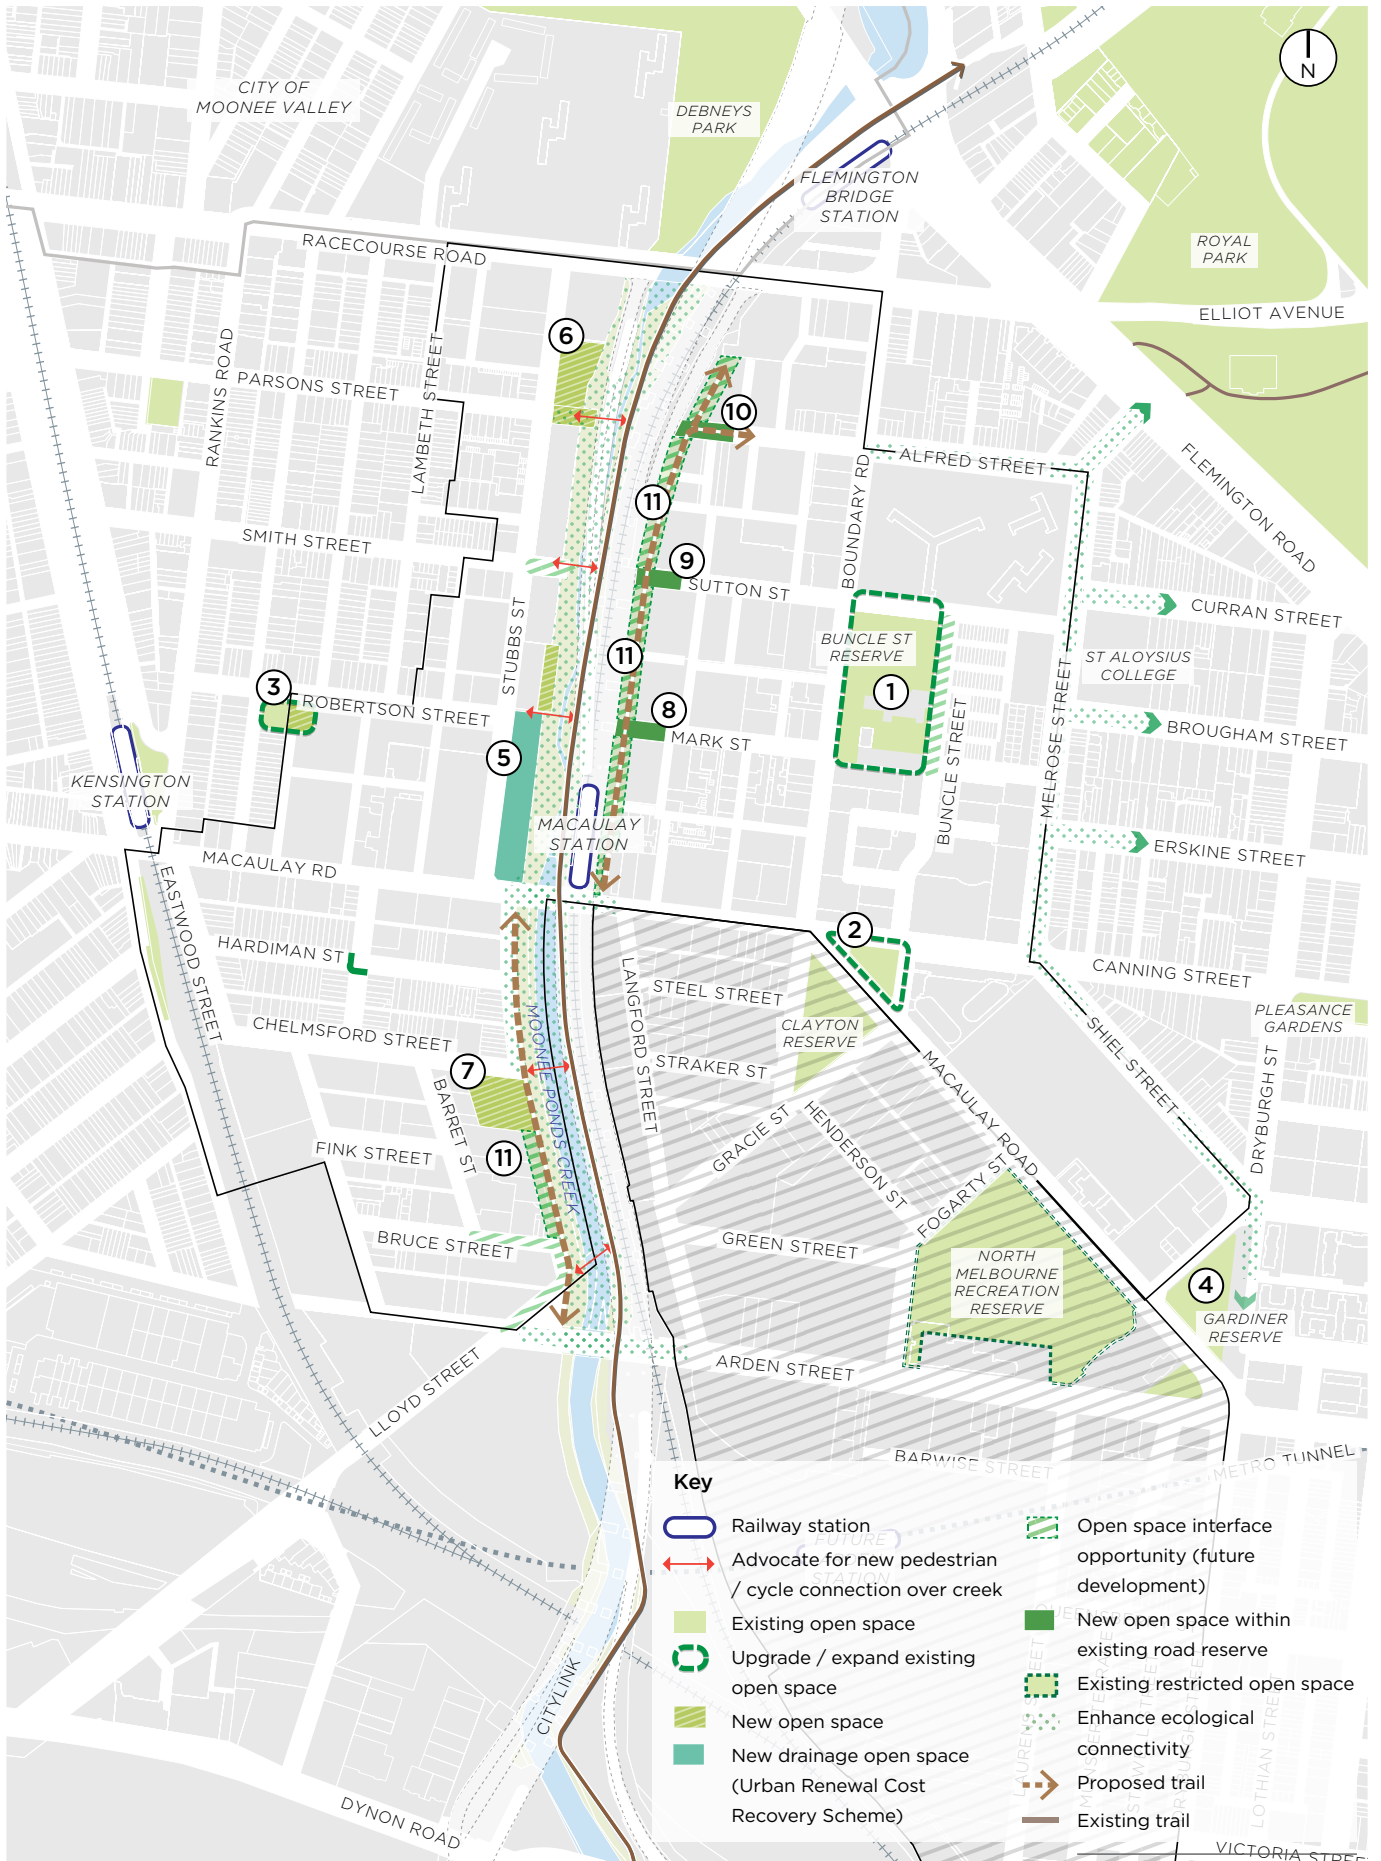 N
CITY OF
MOONEE VALLEY
DEBNEYS
PARK
FLEMINGTON
BRIDGE
STATION
ROYAL
PARK
RACECOURSE ROAD
ELLIOT AVENUE
6
RANKINS ROAD
PARSONS STREET
LAMBETH STREET
10
ALFRED STREET
FLEMINGTON ROAD
BOUNDARY RD
11
SMITH STREET
9
SUTTON ST
STUBBS ST
CURRAN STREET
BUNCLE ST
RESERVE
11
ST ALOYSIUS
COLLEGE
1
3
ROBERTSON STREET
8
MARK ST
MELROSE STREET
BROUGHAM STREET
BUNCLE STREET
5
KENSINGTON
STATION
MACAULAY
STATION
ERSKINE STREET
MACAULAY RD
EASTWOOD STREET
2
HARDIMAN ST
CANNING STREET
LANGFORD STREET
STEEL STREET
CLAYTON
RESERVE
PLEASANCE
GARDENS
SHIEL STREET
CHELMSFORD STREET
MOONEE PONDS CREEK
STRAKER ST
MACAULAY ROAD
DRYBURGH ST
7
BARRET ST
GRACIE ST
HENDERSON ST
FINK STREET
11
FOGARTY ST
BRUCE STREET
GREEN STREET
NORTH
MELBOURNE
RECREATION
RESERVE
4
GARDINER
RESERVE
ARDEN STREET
LLOYD STREET
BARWISE STREET
METRO TUNNEL
CITYLINK
DYNON ROAD
Key
Railway station
Advocate for new pedestrian
/ cycle connection over creek
Existing open space
Upgrade / expand existing
open space
New open space
New drainage open space
(Urban Renewal Cost
Recovery Scheme)
Open space interface
opportunity (future
development)
New open space within
existing road reserve
Existing restricted open space
Enhance ecological
connectivity
Proposed trail
Existing trail
FUTURE
STATION
LOTHIAN STREET